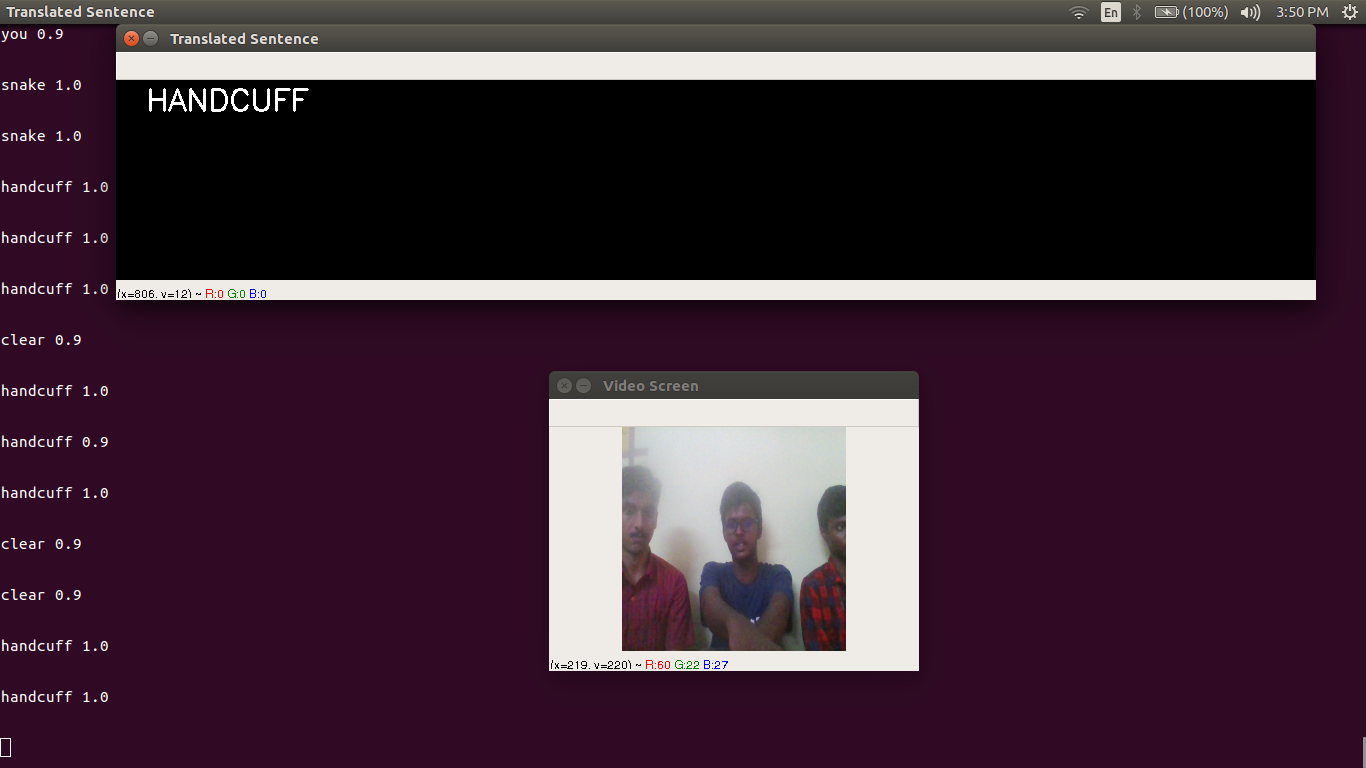 Translated Sentence
En
(100%)
3:50 PM
you 0.9
snake 1.0
snake 1.0
handcuff 1.0
handcuff 1.0
handcuff 1.0
clear 0.9
handcuff 1.0
handcuff 0.9
handcuff 1.0
clear 0.9
clear 0.9
handcuff 1.0
handcuff 1.0
Translated Sentence
HANDCUFF
(x=806, y=12) ~ R:0 G:0 B:0
Video Screen
(x=219, y=220) ~ R:60 G:22 B:27